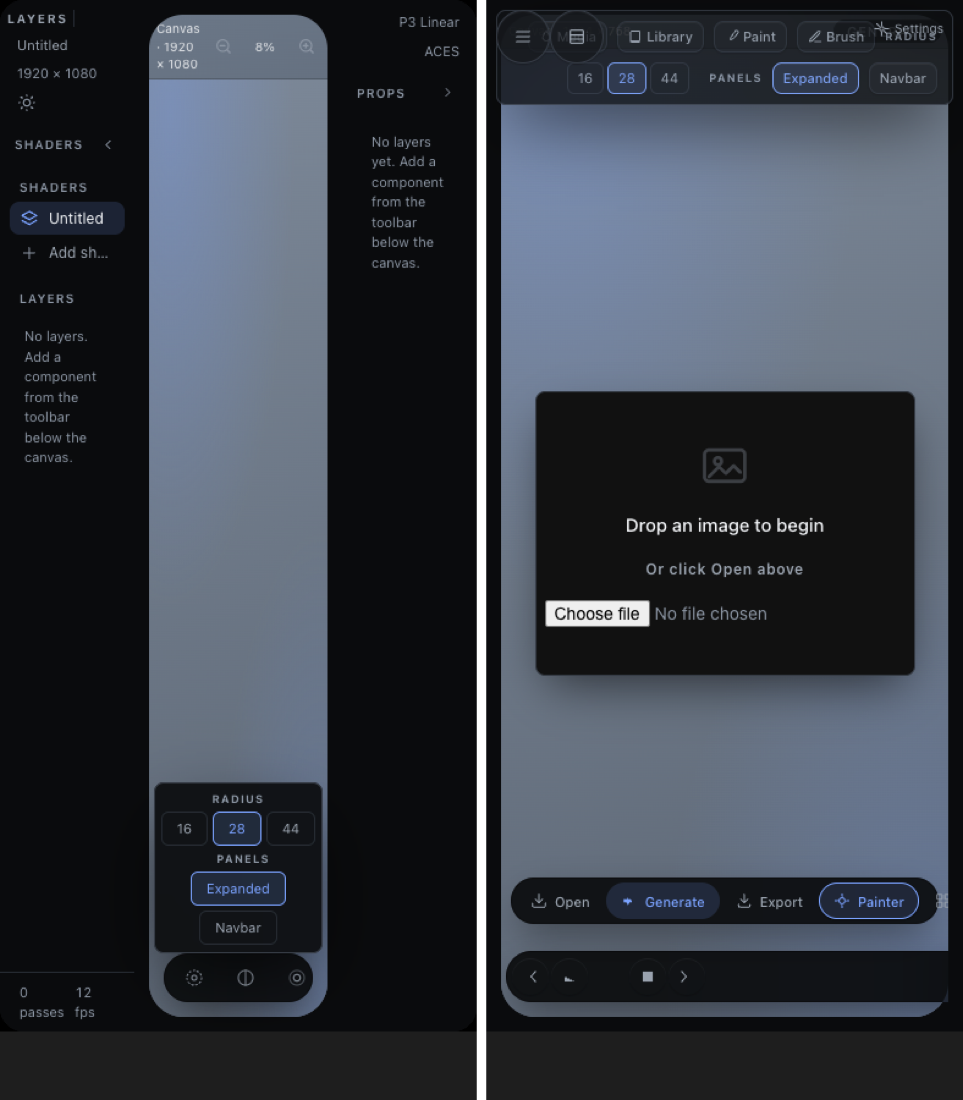 LAYERS
Untitled
1920 × 1080
SHADERS
SHADERS
Untitled
Add sh...
LAYERS
No layers.
Add a
component
from the
toolbar
below the
canvas.
0
passes
12
fps
Canvas
· 1920
× 1080
8%
RADIUS
16
28
44
PANELS
Expanded
Navbar
P3 Linear
ACES
PROPS
No layers
yet. Add a
component
from the
toolbar
below the
canvas.
Media
Library
Paint
Brush
Settings
RADIUS
16
28
44
PANELS
Expanded
Navbar
Drop an image to begin
Or click Open above
Choose file No file chosen
Open
Generate
Export
Painter